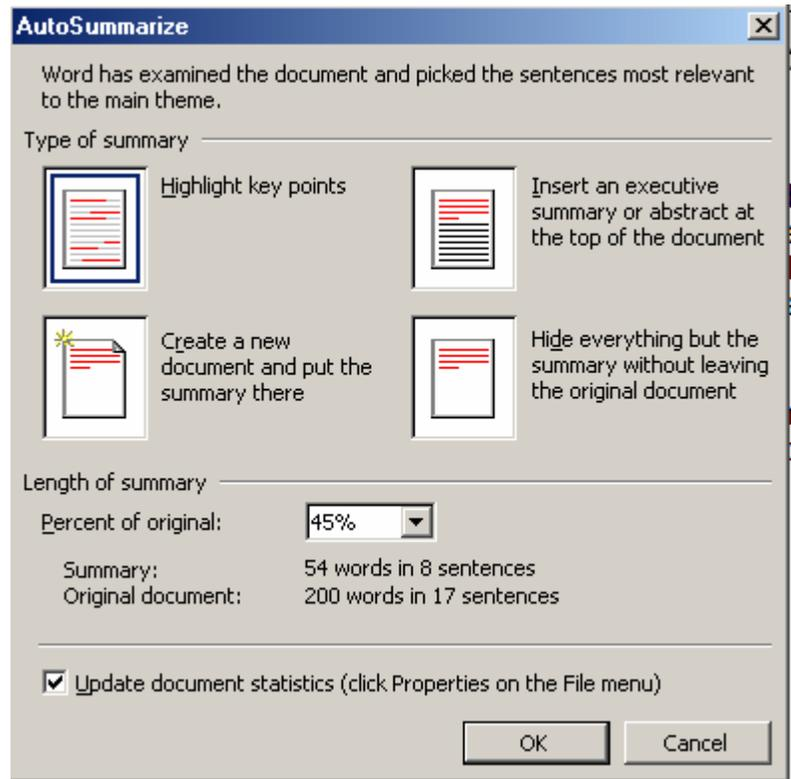 AutoSummarize
Word has examined the document and picked the sentences most relevant
to the main theme.
Type of summary
Highlight key points
Insert an executive
summary or abstract at
the top of the document
Create a new
document and put the
summary there
Hide everything but the
summary without leaving
the original document
Length of summary
Percent of original:
45%
Summary:
54 words in 8 sentences
Original document:
200 words in 17 sentences
Update document statistics (click Properties on the File menu)
OK
Cancel